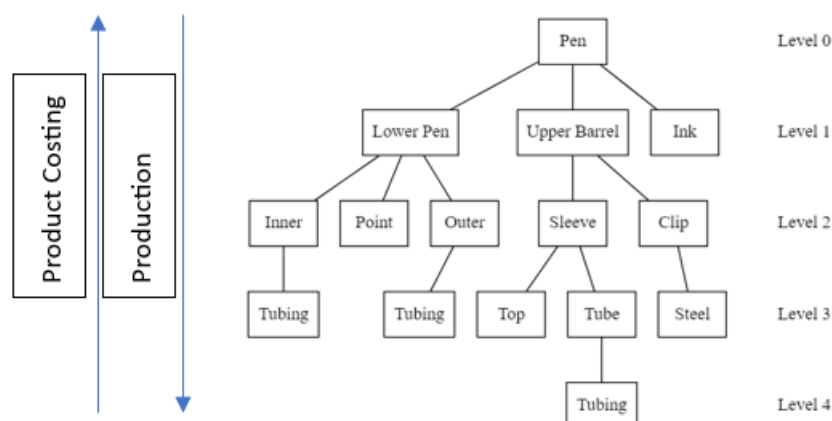 Product Costing
Production
Pen
Level 0
Lower Pen
Upper Barrel
Ink
Level 1
Inner
Point
Outer
Sleeve
Clip
Level 2
Tubing
Tubing
Top
Tube
Steel
Level 3
Tubing
Level 4